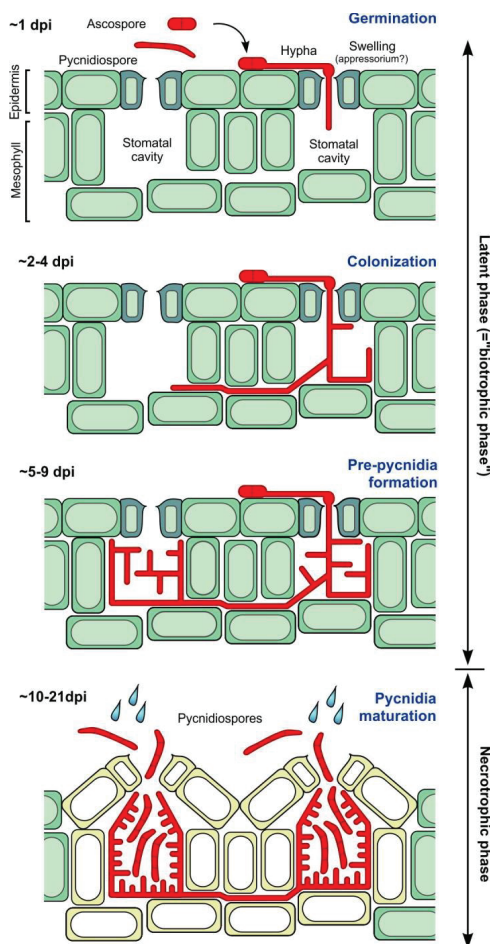 ~1 dpi
Ascospore
Germination
Pycnidiospore
Hypha
Swelling
(appressorium?)
Epidermis
Mesophyll
Stomatal
cavity
Stomatal
cavity
~2-4 dpi
Colonization
~5-9 dpi
Pre-pycnidia
formation
Latent phase (="biotrophic phase")
~10-21dpi
Pycnidiospores
Pycnidia
maturation
Necrotrophic phase